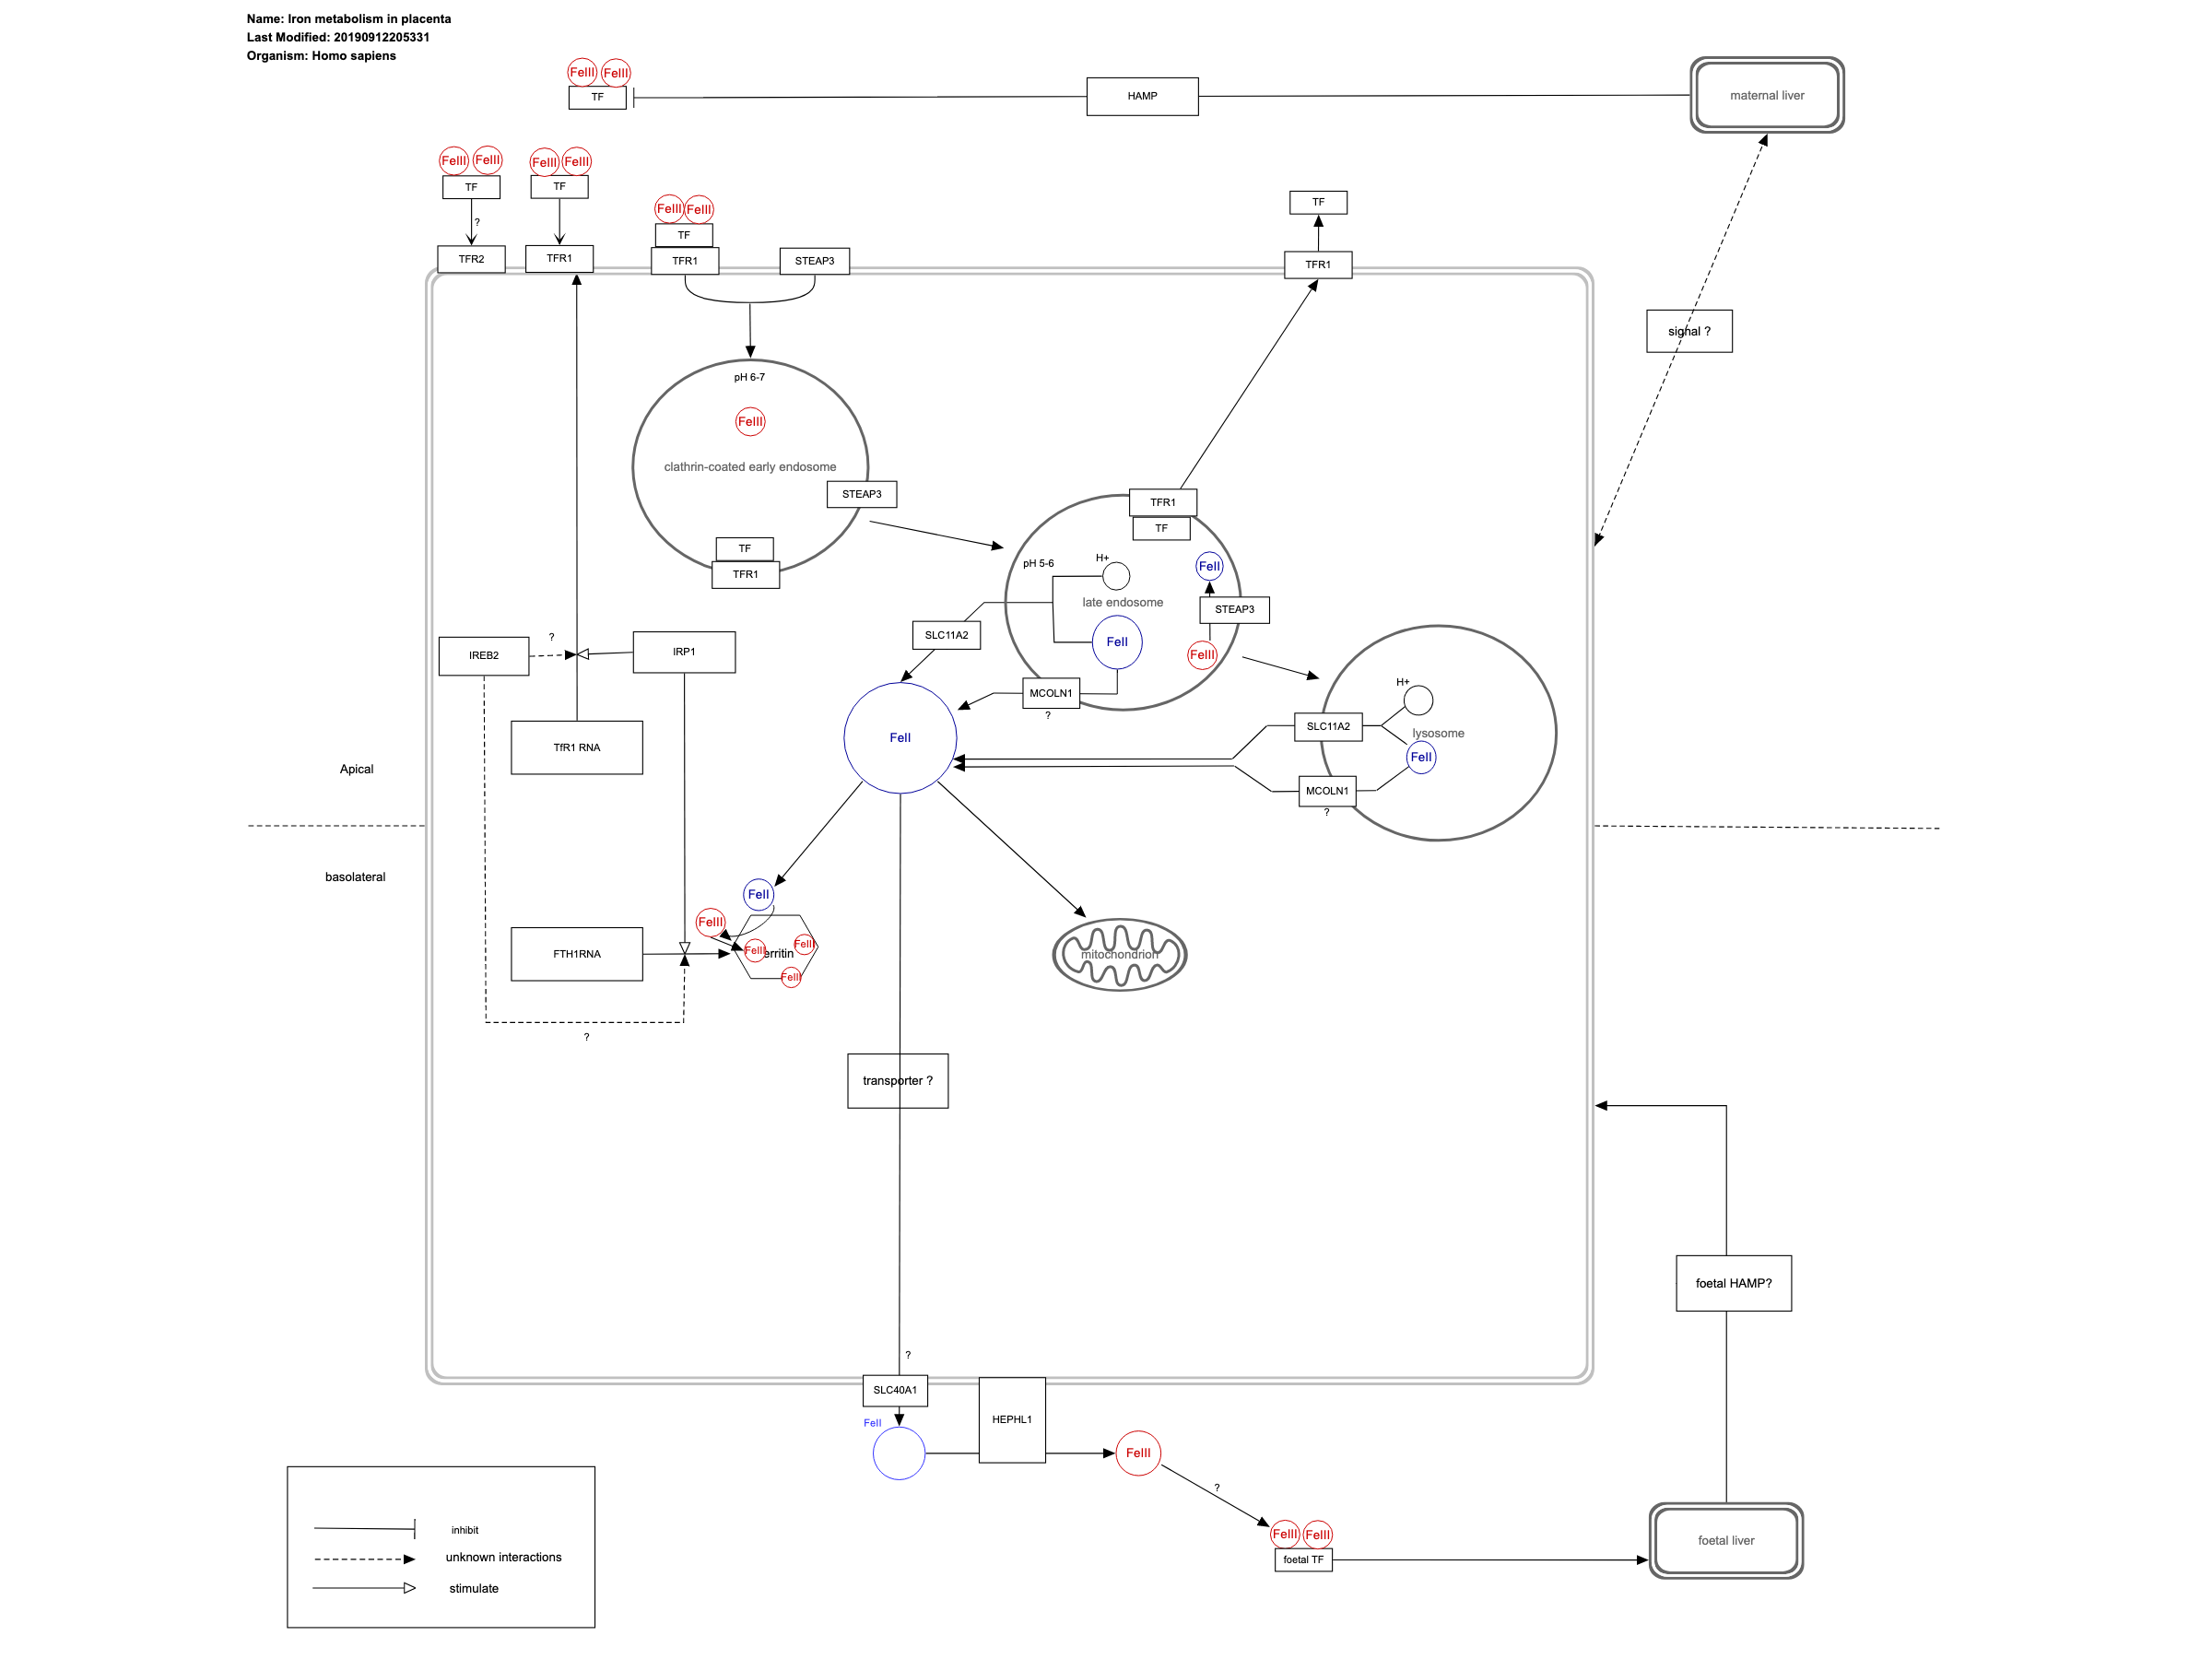 Name: Iron metabolism in placenta
Last Modified: 20190912205331
Organism: Homo sapiens
FeIII FeIII
TF
HAMP
maternal liver
FeIII FeIII
TF
?
TFR2
FeIII FeIII
TF
TFR1
FeIII FeIII
TF
TFR1
STEAP3
TF
TFR1
signal ?
pH 6-7
FeIII
clathrin-coated early endosome
STEAP3
TF
TFR1
TFR1
TF
pH 5-6
H+
FeII
late endosome
STEAP3
FeII
FeIII
SLC11A2
MCOLN1
?
IREB2
?
IRP1
TfR1 RNA
FeII
H+
SLC11A2
lysosome
FeII
MCOLN1
?
Apical
basolateral
FeII
FeIII
FeIII
FeIII
erritin
FeIII
FTH1RNA
?
mitochondrion
transporter ?
?
SLC40A1
FeII
HEPHL1
FeIII
?
FeIII FeIII
foetal TF
foetal HAMP?
foetal liver
inhibit
unknown interactions
stimulate